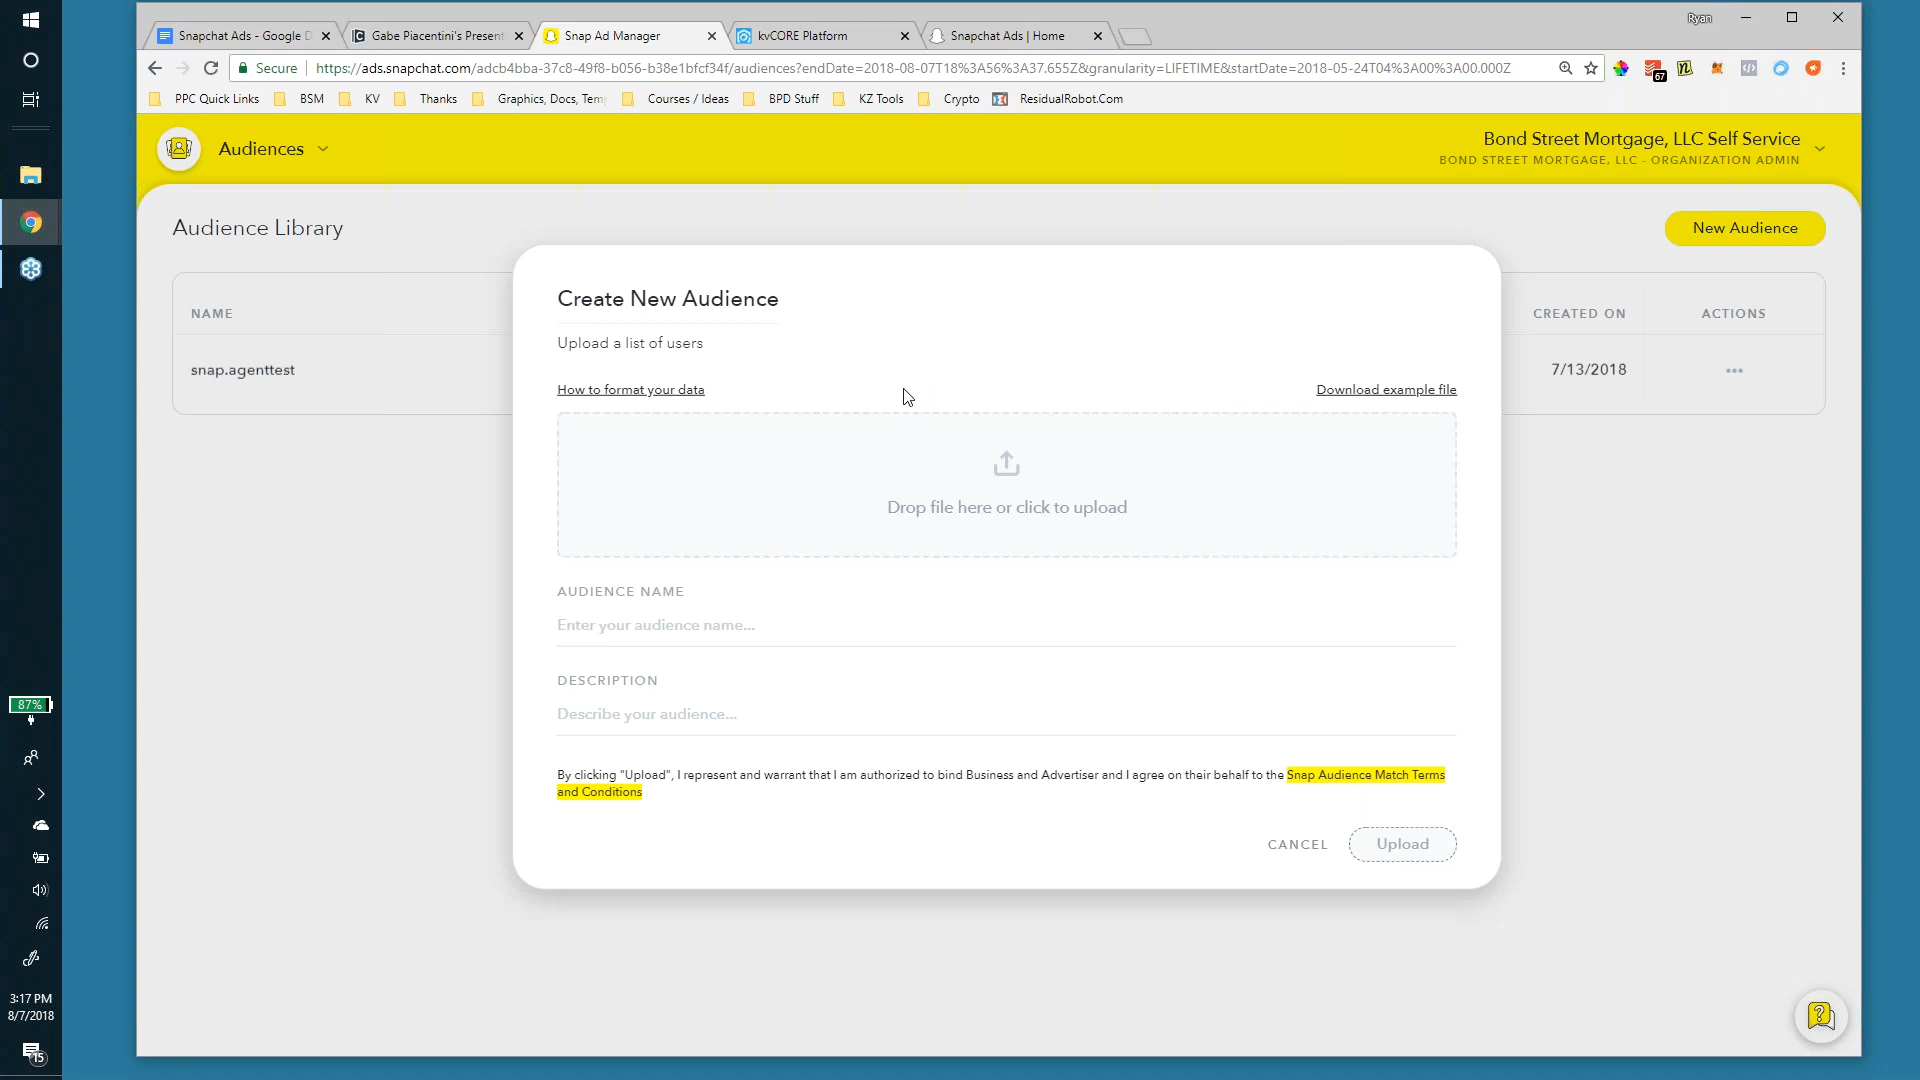 Ryan
Snapchat Ads - Google D
Gabe Piacentini's Present
Snap Ad Manager
kvCORE Platform
Snapchat Ads | Home
Secure
https://ads.snapchat.com/adcb4bba-37c8-49f8-b056-b38e1bfcf34f/audiences?endDate=2018-08-07T18%3A56%3A37.655Z&granularity=LIFETIME&startDate=2018-05-24T04%3A00%3A00.000Z
67
PPC Quick Links
BSM
KV
Thanks
Graphics, Docs, Tem
Courses / Ideas
BPD Stuff
KZ Tools
Crypto
ResidualRobot.Com
Audiences
Bond Street Mortgage, LLC Self Service
BOND STREET MORTGAGE, LLC - ORGANIZATION ADMIN
Audience Library
New Audience
NAME
CREATED ON
ACTIONS
snap.agenttest
7/13/2018
Create New Audience
Upload a list of users
How to format your data
Download example file
Drop file here or click to upload
AUDIENCE NAME
Enter your audience name...
DESCRIPTION
Describe your audience...
By clicking "Upload", I represent and warrant that I am authorized to bind Business and Advertiser and I agree on their behalf to the Snap Audience Match Terms
and Conditions
CANCEL
Upload
87%
3:17 PM
8/7/2018
15